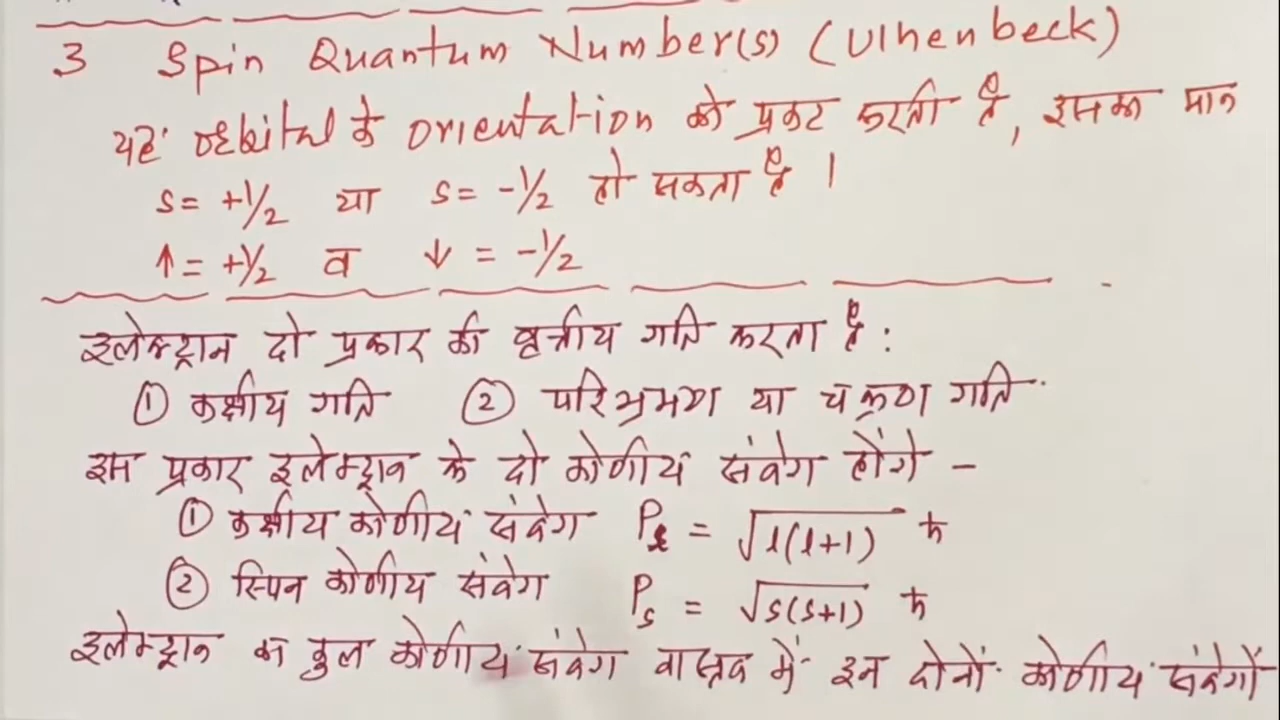 3 Spin Quantum Number(s) (Ulhenbeck)
यह orbital के orientation को प्रकट करती है, इसका मान
s= +1/2 या s= -1/2 हो सकता है ।
↑= +1/2 व ↓ = -1/2
इलेक्ट्रान दो प्रकार की वृत्तीय गति करता है :
① कक्षीय गति ② परिभ्रमण या चक्रण गति
इस प्रकार इलेक्ट्रान के दो कोणीय संवेग होंगे -
① कक्षीय कोणीय संवेग Pₗ = √l(l+1) ħ
② स्पिन कोणीय संवेग Pₛ = √s(s+1) ħ
इलेक्ट्रान का कुल कोणीय संवेग वास्तव में इन दोनों कोणीय संवेगों